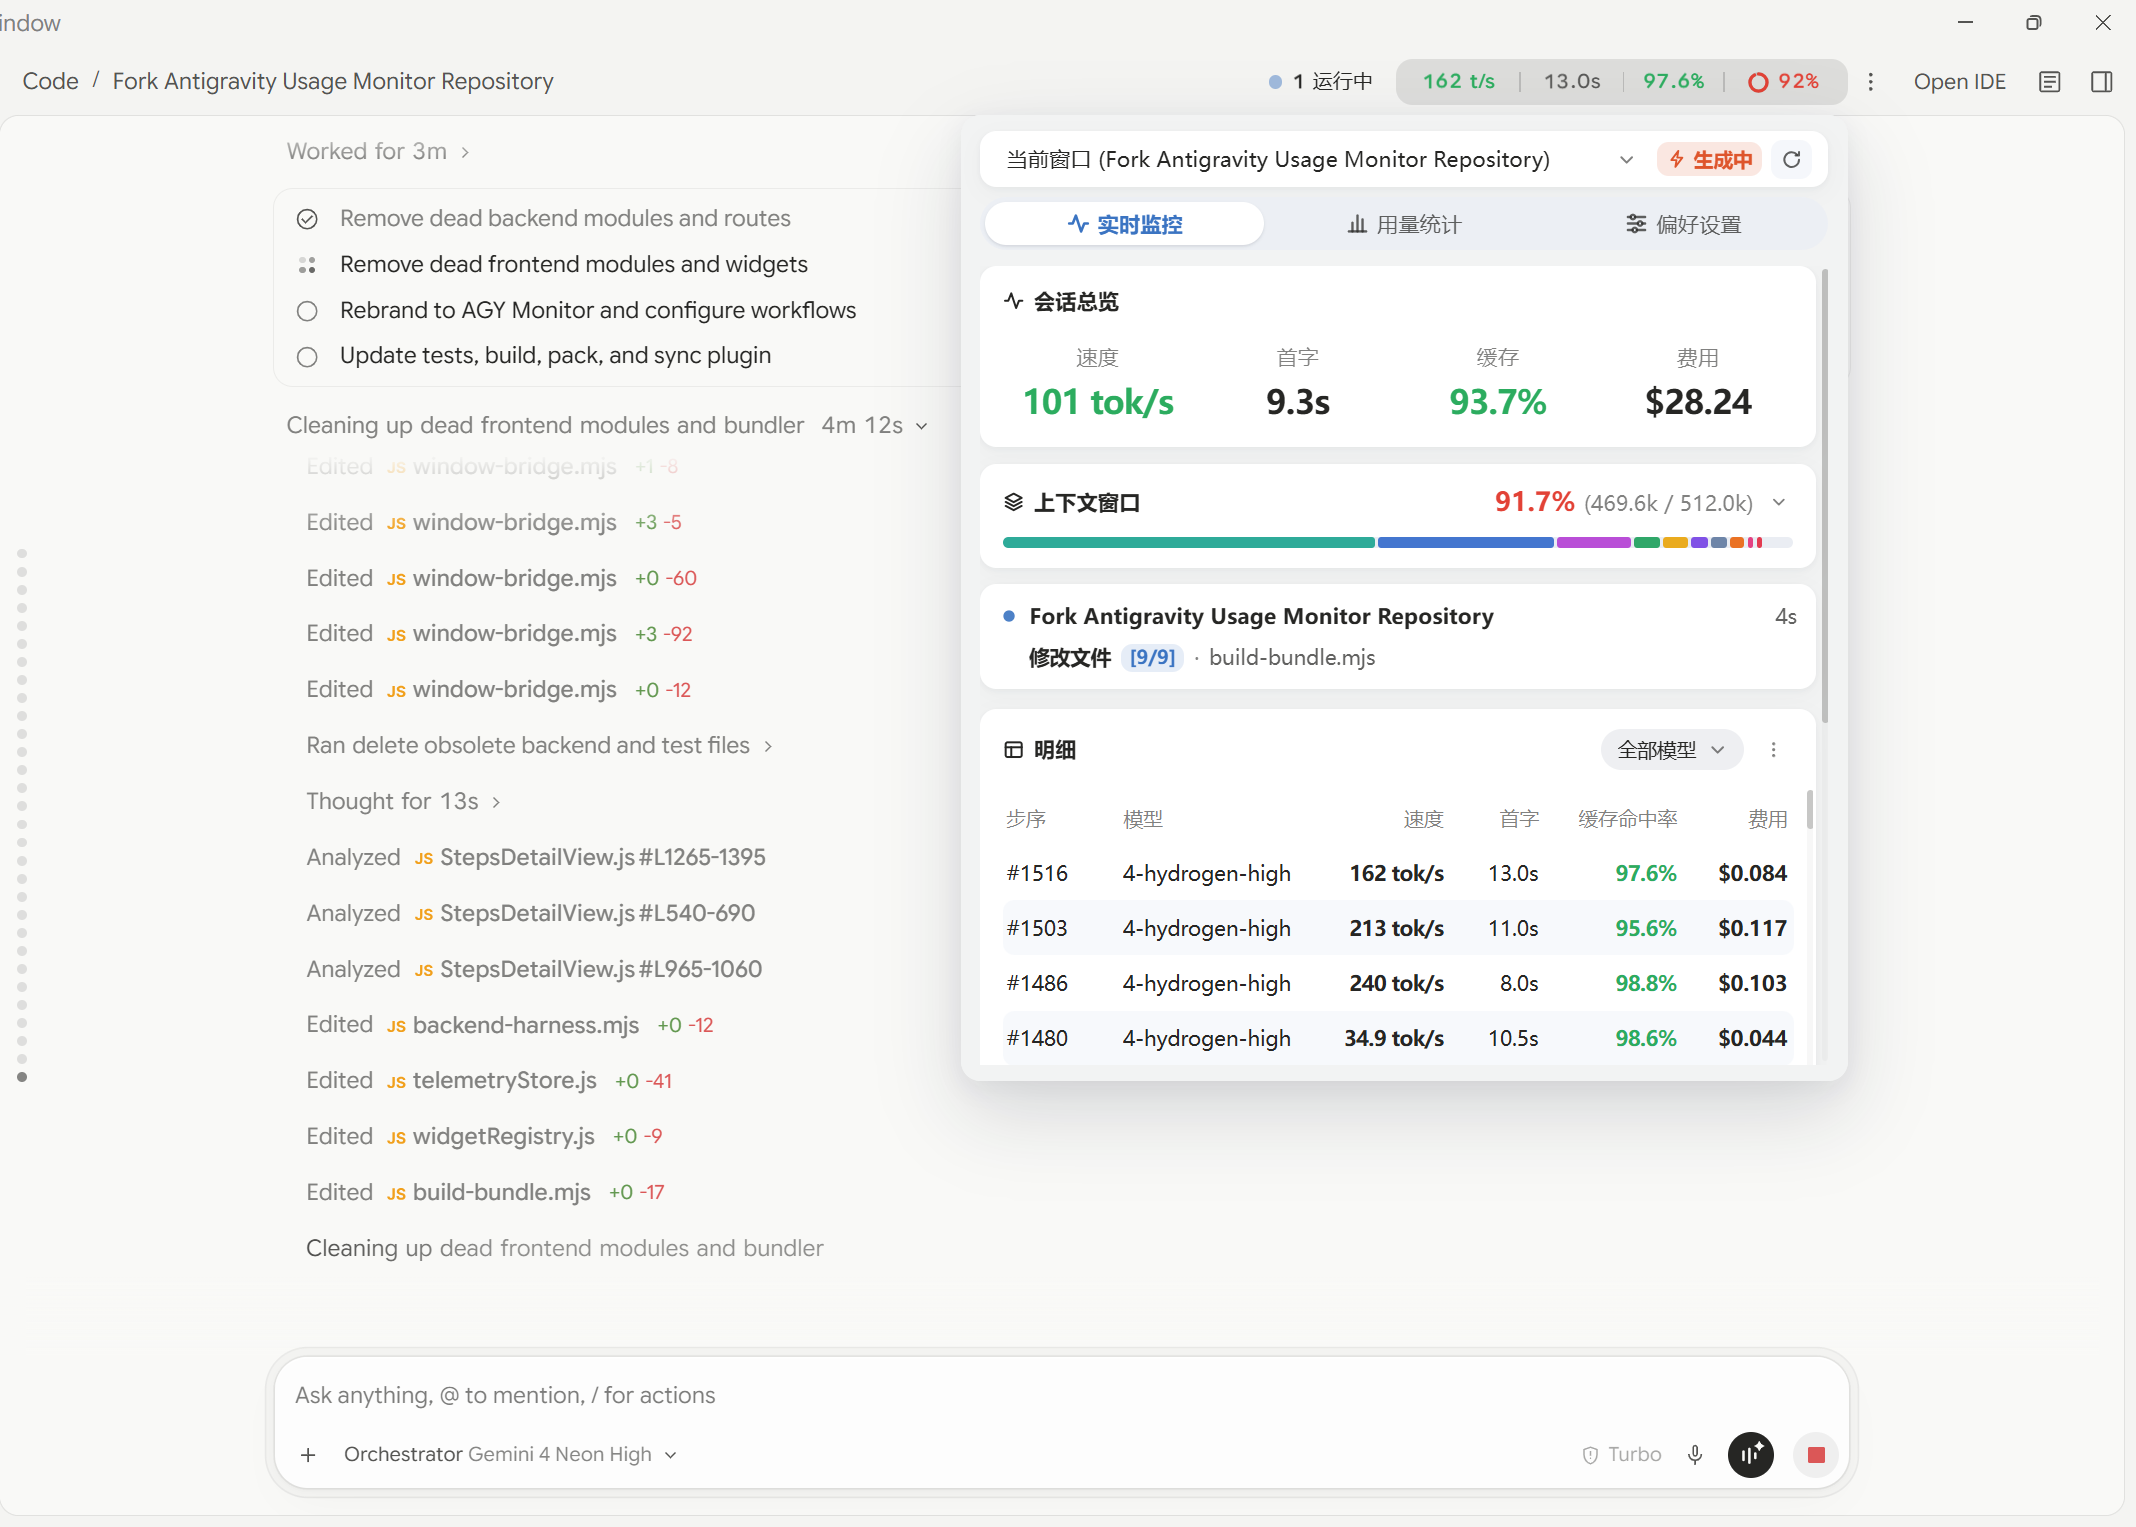 indow
Code / Fork Antigravity Usage Monitor Repository
1 运行中
162 t/s | 13.0s | 97.6% | 92%
Open IDE
Worked for 3m
Remove dead backend modules and routes
Remove dead frontend modules and widgets
Rebrand to AGY Monitor and configure workflows
Update tests, build, pack, and sync plugin
Cleaning up dead frontend modules and bundler 4m 12s
Edited JS window-bridge.mjs +1 -8
Edited JS window-bridge.mjs +3 -5
Edited JS window-bridge.mjs +0 -60
Edited JS window-bridge.mjs +3 -92
Edited JS window-bridge.mjs +0 -12
Ran delete obsolete backend and test files
Thought for 13s
Analyzed JS StepsDetailView.js #L1265-1395
Analyzed JS StepsDetailView.js #L540-690
Analyzed JS StepsDetailView.js #L965-1060
Edited JS backend-harness.mjs +0 -12
Edited JS telemetryStore.js +0 -41
Edited JS widgetRegistry.js +0 -9
Edited JS build-bundle.mjs +0 -17
Cleaning up dead frontend modules and bundler
当前窗口 (Fork Antigravity Usage Monitor Repository)
生成中
实时监控
用量统计
偏好设置
会话总览
速度 首字 缓存 费用
101 tok/s 9.3s 93.7% $28.24
上下文窗口 91.7% (469.6k / 512.0k)
Fork Antigravity Usage Monitor Repository 4s
修改文件 [9/9] · build-bundle.mjs
明细 全部模型
步序 模型 速度 首字 缓存命中率 费用
#1516 4-hydrogen-high 162 tok/s 13.0s 97.6% $0.084
#1503 4-hydrogen-high 213 tok/s 11.0s 95.6% $0.117
#1486 4-hydrogen-high 240 tok/s 8.0s 98.8% $0.103
#1480 4-hydrogen-high 34.9 tok/s 10.5s 98.6% $0.044
Ask anything, @ to mention, / for actions
Orchestrator Gemini 4 Neon High
Turbo